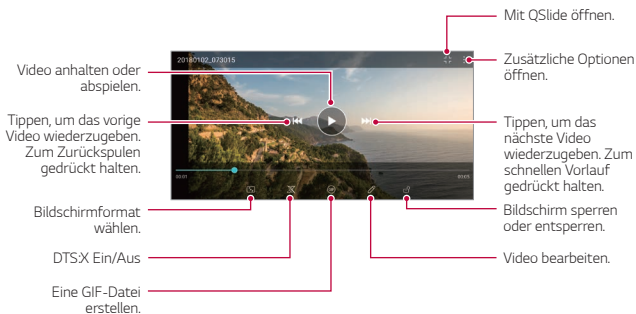 Mit QSlide öffnen.
Zusätzliche Optionen
öffnen.
20180102_073015
Video anhalten oder
abspielen.
Tippen, um das vorige
Video wiederzugeben.
Zum Zurückspulen
gedrückt halten.
Tippen, um das
nächste Video
wiederzugeben. Zum
schnellen Vorlauf
gedrückt halten.
00:01
Bildschirmformat
wählen.
Bildschirm sperren
oder entsperren.
DTS:X Ein/Aus
Video bearbeiten.
Eine GIF-Datei
erstellen.